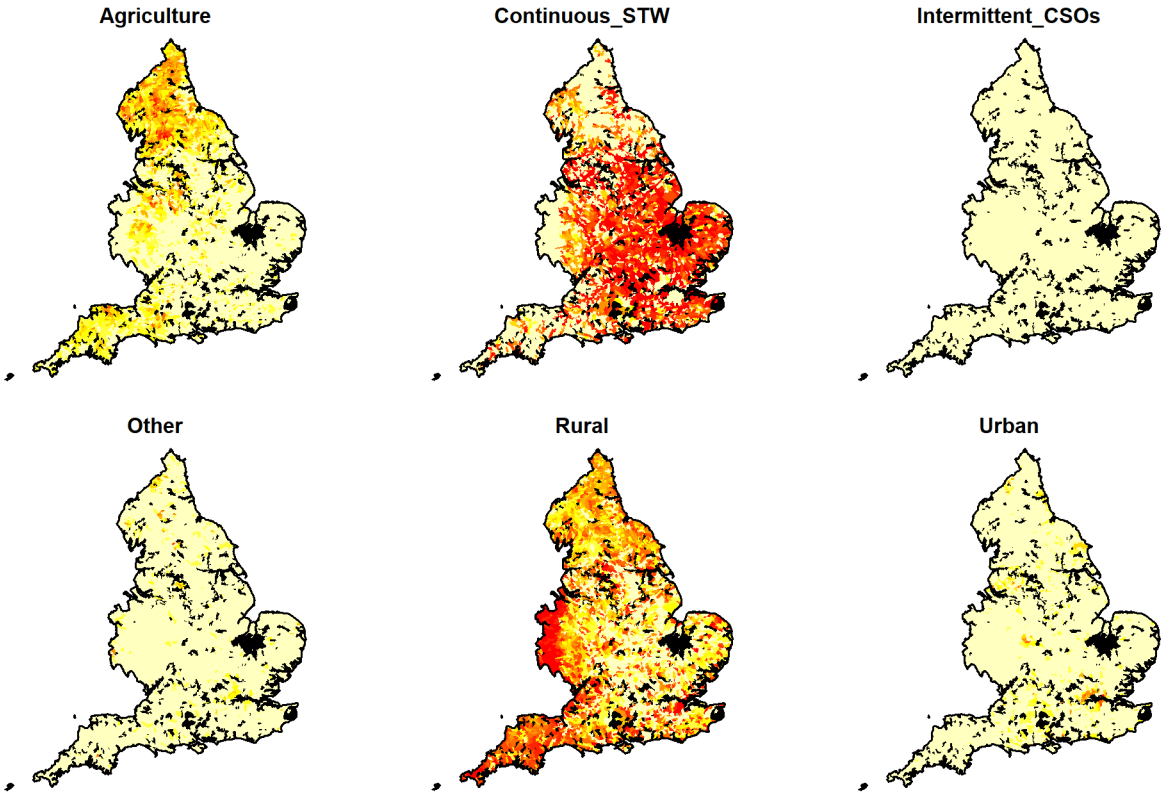 Agriculture
Continuous_STW
Intermittent_CSOs
Other
Rural
Urban